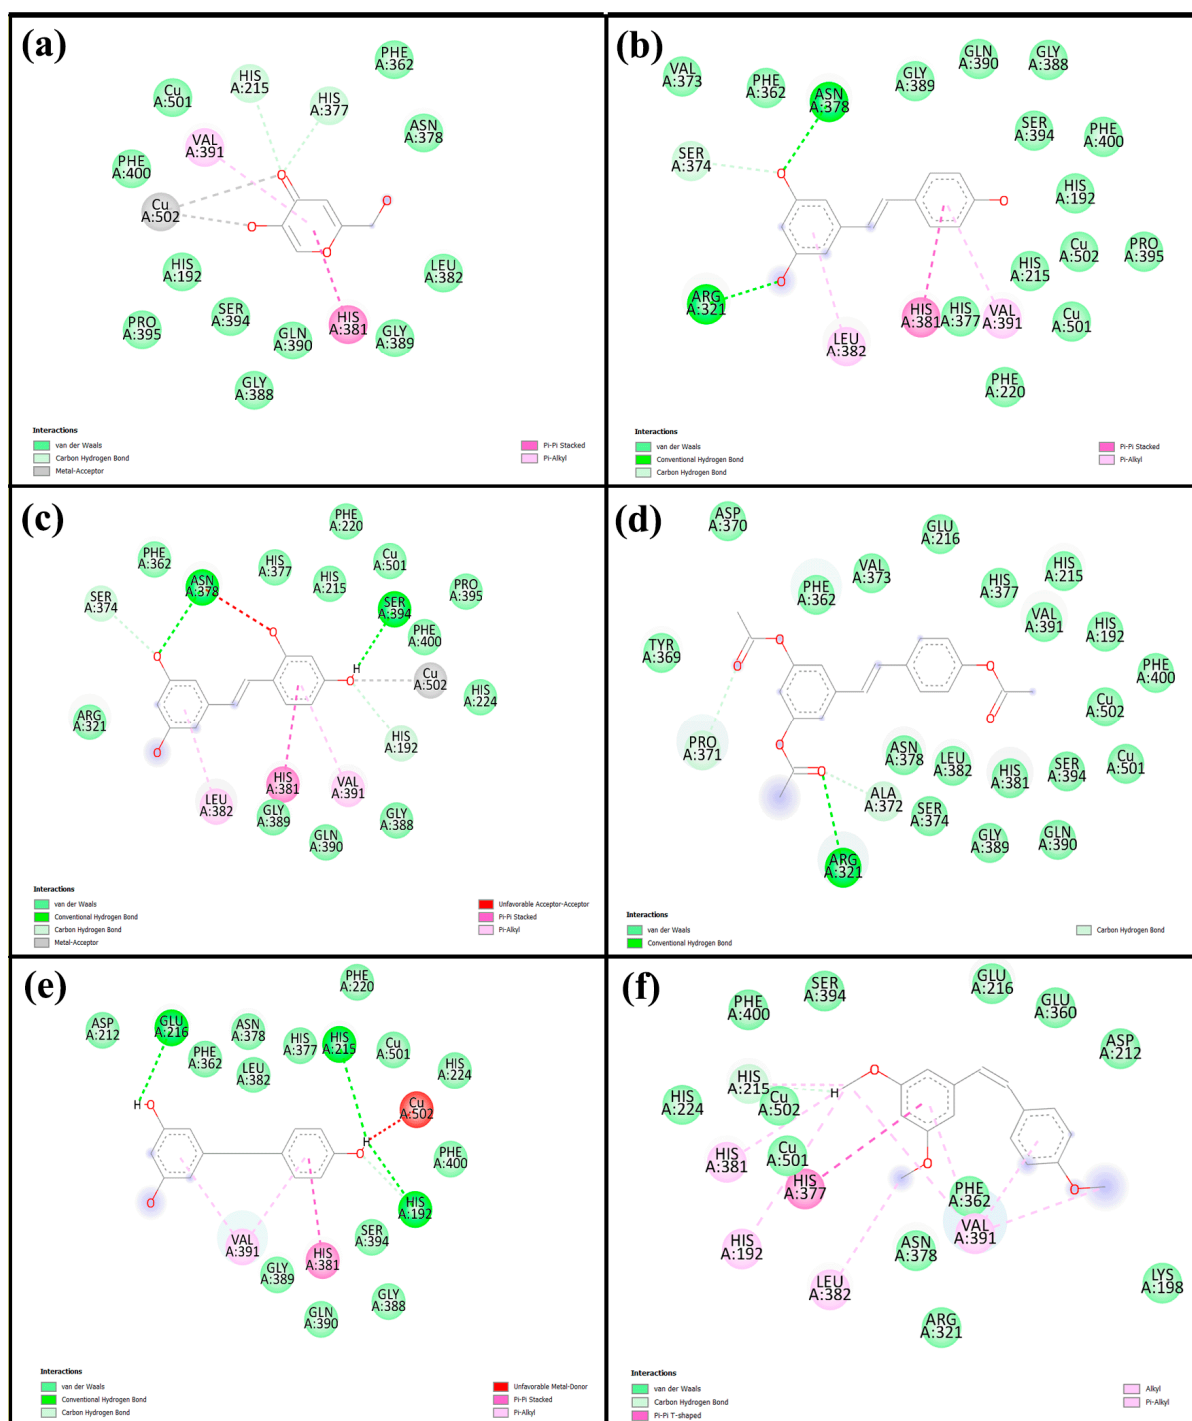 (a)
PHE
A:362
HIS
A:215
Cu
A:501
HIS
A:377
ASN
A:378
VAL
A:391
PHE
A:400
O
O
Cu
A:502
O
O
HIS
A:192
LEU
A:382
SER
A:394
HIS
A:381
PRO
A:395
GLN
A:390
GLY
A:389
GLY
A:388
Interactions
van der Waals
Carbon Hydrogen Bond
Metal-Acceptor
Pi-Pi Stacked
Pi-Alkyl
(b)
GLN
A:390
GLY
A:388
VAL
A:373
PHE
A:362
GLY
A:389
ASN
A:378
SER
A:394
PHE
A:400
SER
A:374
O
HIS
A:192
O
Cu
A:502
PRO
A:395
HIS
A:215
O
ARG
A:321
HIS
A:381
HIS
A:377
VAL
A:391
Cu
A:501
LEU
A:382
PHE
A:220
Interactions
van der Waals
Conventional Hydrogen Bond
Carbon Hydrogen Bond
Pi-Pi Stacked
Pi-Alkyl
(c)
PHE
A:220
PHE
A:362
HIS
A:377
Cu
A:501
ASN
A:378
HIS
A:215
PRO
A:395
SER
A:374
SER
A:394
PHE
A:400
O
O
H
O
Cu
A:502
HIS
A:224
ARG
A:321
O
HIS
A:192
HIS
A:381
VAL
A:391
LEU
A:382
GLY
A:389
GLY
A:388
GLN
A:390
Interactions
van der Waals
Conventional Hydrogen Bond
Carbon Hydrogen Bond
Metal-Acceptor
Unfavorable Acceptor-Acceptor
Pi-Pi Stacked
Pi-Alkyl
(d)
ASP
A:370
GLU
A:216
VAL
A:373
HIS
A:215
PHE
A:362
HIS
A:377
VAL
A:391
HIS
A:192
TYR
A:369
O
O
O
PHE
A:400
O
Cu
A:502
PRO
A:371
O
O
ASN
A:378
LEU
A:382
HIS
A:381
SER
A:394
Cu
A:501
ALA
A:372
SER
A:374
GLY
A:389
GLN
A:390
ARG
A:321
Interactions
van der Waals
Conventional Hydrogen Bond
Carbon Hydrogen Bond
(e)
PHE
A:220
ASP
A:212
GLU
A:216
ASN
A:378
HIS
A:377
HIS
A:215
Cu
A:501
PHE
A:362
LEU
A:382
HIS
A:224
Cu
A:502
H
O
H
O
PHE
A:400
O
HIS
A:192
VAL
A:391
SER
A:394
HIS
A:381
GLY
A:389
GLY
A:388
GLN
A:390
Interactions
van der Waals
Conventional Hydrogen Bond
Carbon Hydrogen Bond
Unfavorable Metal-Donor
Pi-Pi Stacked
Pi-Alkyl
(f)
SER
A:394
GLU
A:216
PHE
A:400
GLU
A:360
ASP
A:212
O
HIS
A:215
H
HIS
A:224
Cu
A:502
HIS
A:381
Cu
A:501
O
HIS
A:377
PHE
A:362
O
VAL
A:391
HIS
A:192
ASN
A:378
LEU
A:382
LYS
A:198
ARG
A:321
Interactions
van der Waals
Carbon Hydrogen Bond
Pi-Pi T-shaped
Alkyl
Pi-Alkyl